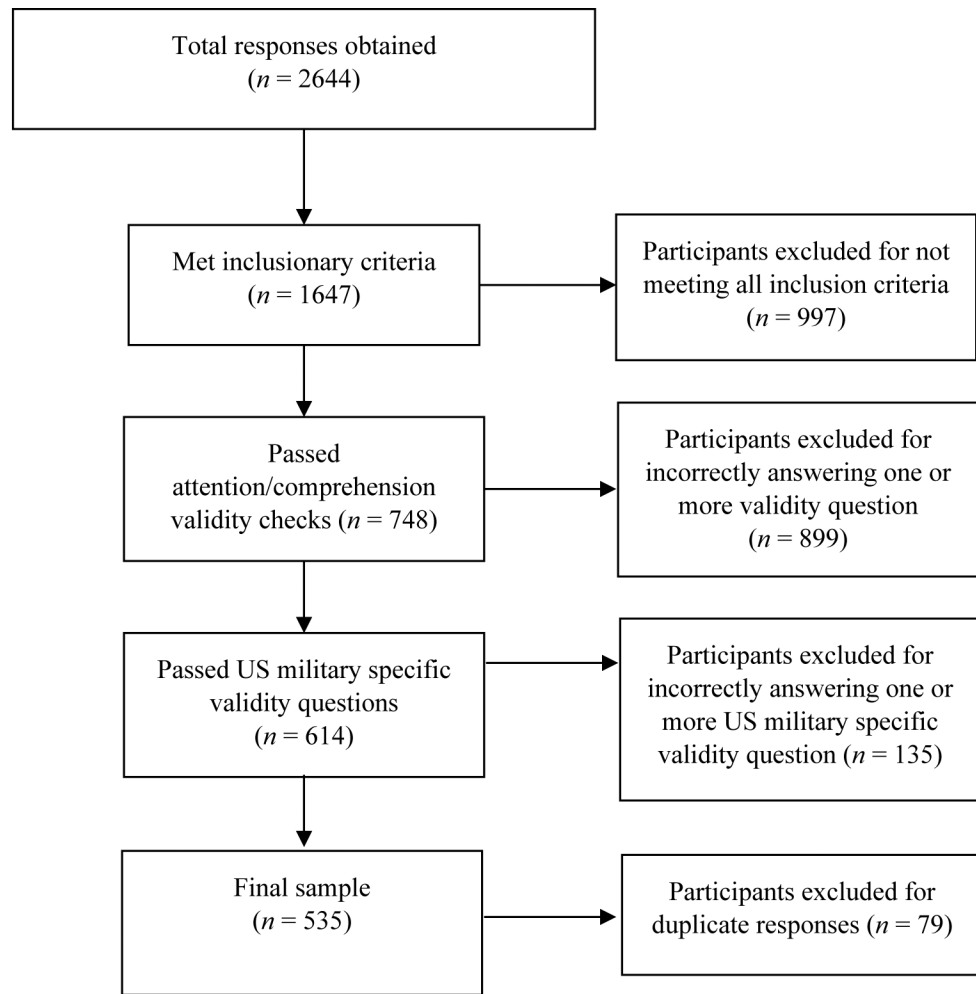 Total responses obtained
(n = 2644)
Met inclusionary criteria
(n = 1647)
Participants excluded for not
meeting all inclusion criteria
(n = 997)
Passed
attention/comprehension
validity checks (n = 748)
Participants excluded for
incorrectly answering one or
more validity question
(n = 899)
Passed US military specific
validity questions
(n = 614)
Participants excluded for
incorrectly answering one or
more US military specific
validity question (n = 135)
Final sample
(n = 535)
Participants excluded for
duplicate responses (n = 79)